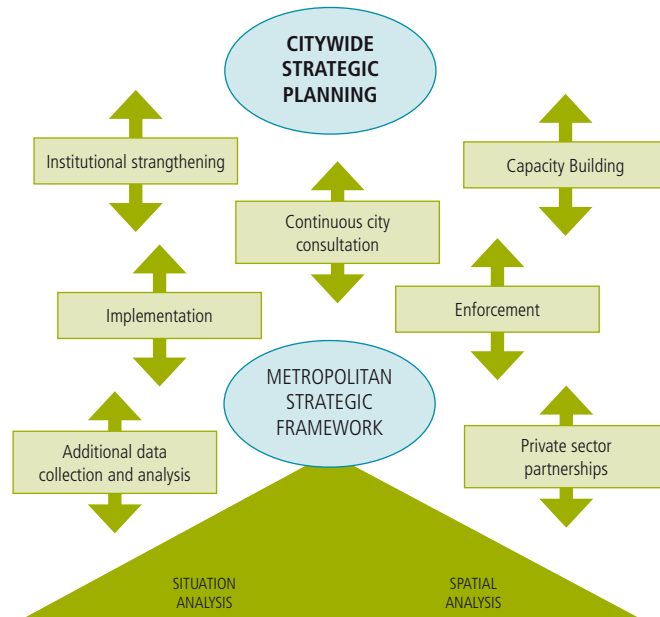 CITYWIDE
STRATEGIC
PLANNING
Institutional strangthening
Capacity Building
Continuous city
consultation
Implementation
Enforcement
METROPOLITAN
STRATEGIC
FRAMEWORK
Additional data
collection and analysis
Private sector
partnerships
SITUATION
ANALYSIS
SPATIAL
ANALYSIS